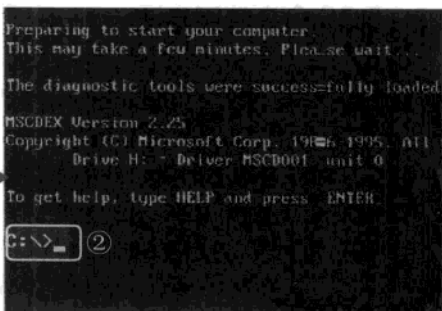 Preparing to start your computer.
This may take a few minutes. Please wait...
The diagnostic tools were successfully loaded
MSCDEX Version 2.25
Copyright (C) Microsoft Corp. 1986-1995. All
Drive H: = Driver MSCD001 unit 0
To get help, type HELP and press ENTER.
C:\>_ ②